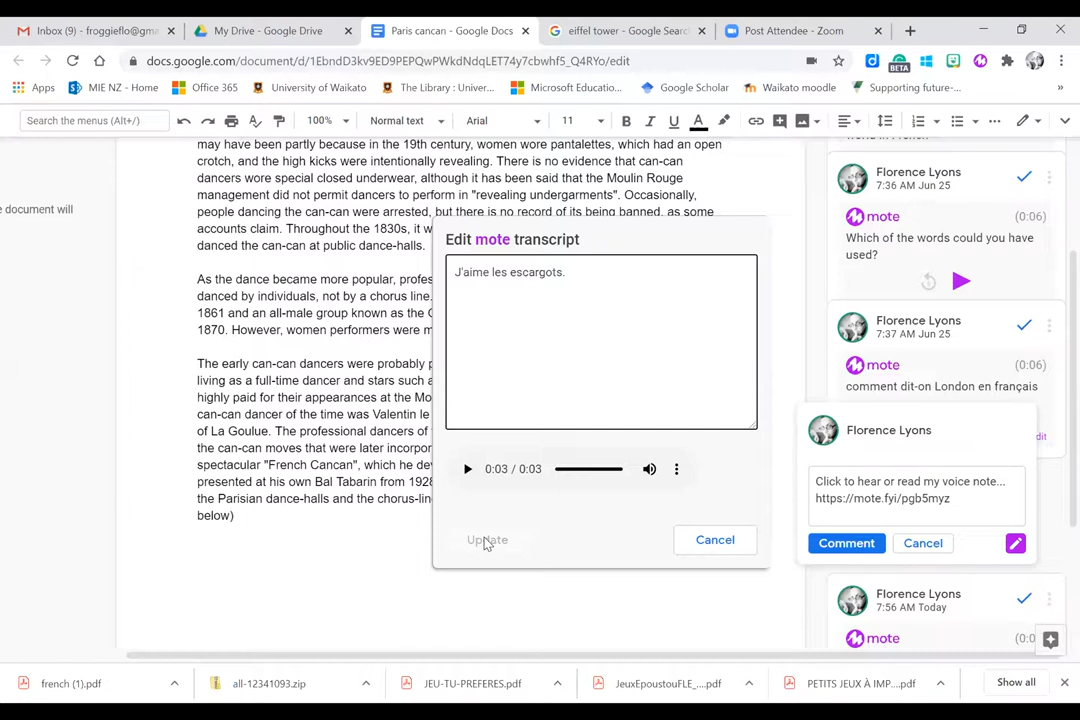 Inbox (9) - froggieflo@gma
My Drive - Google Drive
Paris cancan - Google Docs
eiffel tower - Google Searc
Post Attendee - Zoom
docs.google.com/document/d/1EbndD3kv9ED9PEPQwPWkdNdqLET74y7cbwhf5_Q4RYo/edit
BETA
Apps
MIE NZ - Home
Office 365
University of Waikato
The Library : Univer...
Microsoft Education...
Google Scholar
Waikato moodle
Supporting future-...
Search the menus (Alt+/)
100%
Normal text
Arial
11
B I U A
may have been partly because in the 19th century, women wore pantalettes, which had an open
crotch, and the high kicks were intentionally revealing. There is no evidence that can-can
dancers wore special closed underwear, although it has been said that the Moulin Rouge
management did not permit dancers to perform in "revealing undergarments". Occasionally,
people dancing the can-can were arrested, but there is no record of its being banned, as some
accounts claim. Throughout the 1830s, it w
danced the can-can at public dance-halls.
As the dance became more popular, profes
danced by individuals, not by a chorus line.
1861 and an all-male group known as the
1870. However, women performers were m
The early can-can dancers were probably p
living as a full-time dancer and stars such a
highly paid for their appearances at the Mo
can-can dancer of the time was Valentin le
of La Goulue. The professional dancers of
the can-can moves that were later incorpor
spectacular "French Cancan", which he dev
presented at his own Bal Tabarin from 1928
the Parisian dance-halls and the chorus-lin
below)
e document will
Edit mote transcript
J'aime les escargots.
0:03 / 0:03
Update
Cancel
Florence Lyons
7:36 AM Jun 25
mote
(0:06)
Which of the words could you have
used?
Florence Lyons
7:37 AM Jun 25
mote
(0:06)
comment dit-on London en français
dit
Florence Lyons
Click to hear or read my voice note...
https://mote.fyi/pgb5myz
Comment
Cancel
Florence Lyons
7:56 AM Today
mote
(0:0
french (1).pdf
all-12341093.zip
JEU-TU-PREFERES.pdf
JeuxEpoustouFLE_....pdf
PETITS JEUX À IMP....pdf
Show all